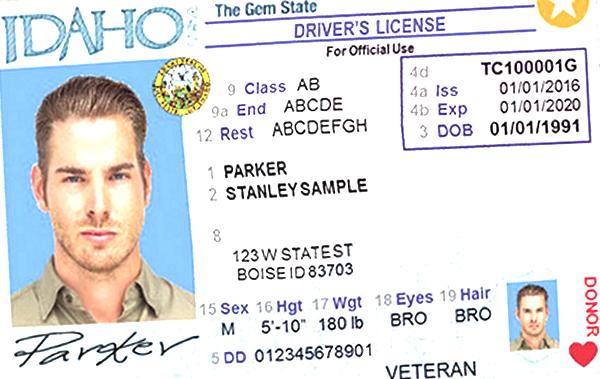 IDAHO
The Gem State
DRIVER'S LICENSE
For Official Use
9 Class AB
9a End ABCDE
12 Rest ABCDEFGH
4d TC100001G
4a Iss 01/01/2016
4b Exp 01/01/2020
3 DOB 01/01/1991
1 PARKER
2 STANLEY SAMPLE
8
123 W STATE ST
BOISE ID 83703
15 Sex 16 Hgt 17 Wgt 18 Eyes 19 Hair
M 5'-10" 180 lb BRO BRO
5 DD 012345678901
VETERAN
DONOR
Parker